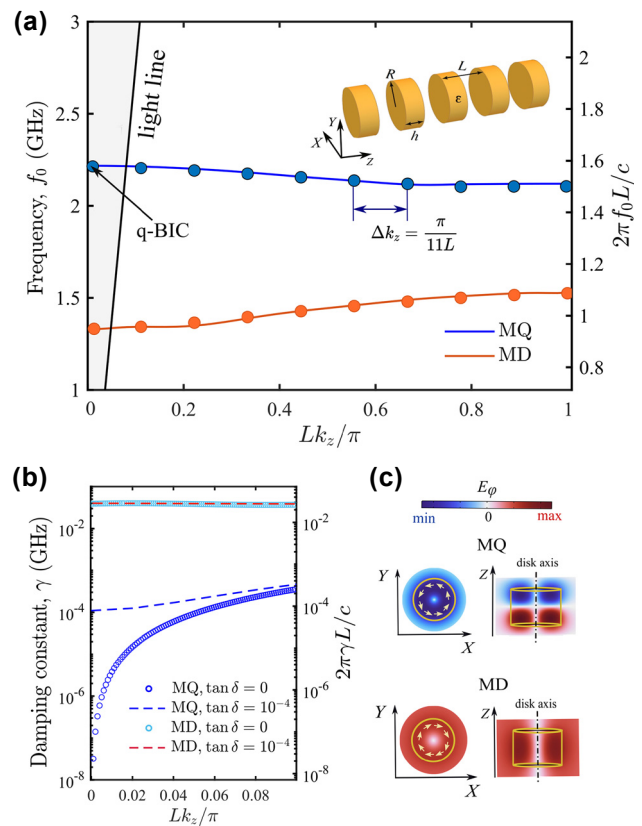 (a)
3
2.5
2
1.5
1
Frequency, f₀ (GHz)
light line
q-BIC
R
L
ε
h
Y
X
Z
Δk_z = π/11L
MQ
MD
2
1.8
1.6
1.4
1.2
1
0.8
2πf₀L/c
0
0.2
0.4
0.6
0.8
1
Lk_z/π
(b)
10⁻²
10⁻⁴
10⁻⁶
10⁻⁸
Damping constant, γ (GHz)
MQ, tan δ = 0
MQ, tan δ = 10⁻⁴
MD, tan δ = 0
MD, tan δ = 10⁻⁴
10⁻²
10⁻⁴
10⁻⁶
10⁻⁸
2πγL/c
0
0.02
0.04
0.06
0.08
Lk_z/π
(c)
E_φ
min
0
max
MQ
disk axis
Y
X
Z
X
MD
disk axis
Y
X
Z
X